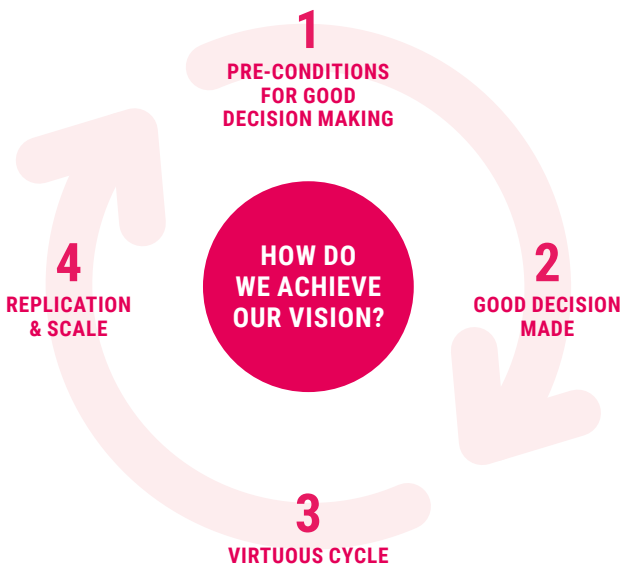 1
PRE-CONDITIONS
FOR GOOD
DECISION MAKING
HOW DO
WE ACHIEVE
OUR VISION?
2
GOOD DECISION
MADE
3
VIRTUOUS CYCLE
4
REPLICATION
& SCALE